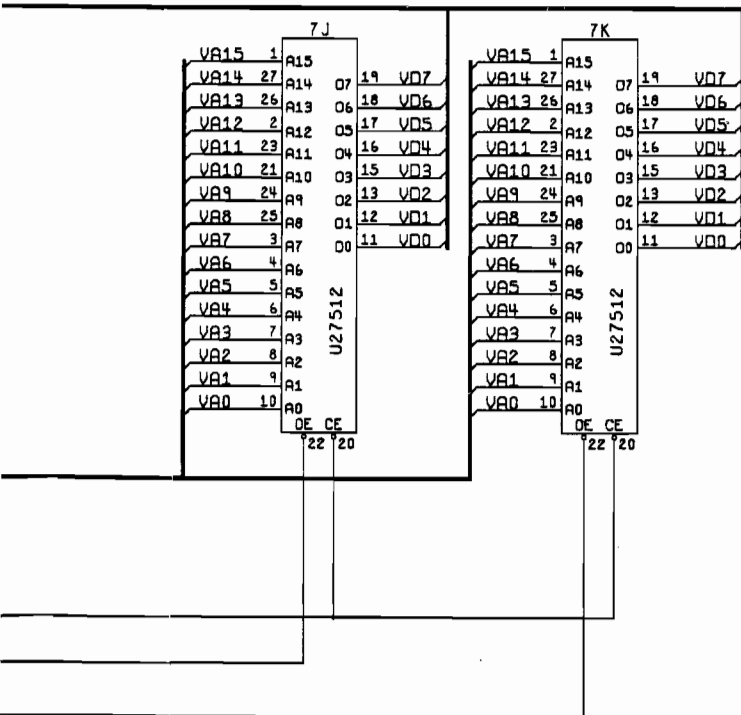 7J 7K
VA15 1 A15 VA15 1 A15
VA14 27 A14 O7 19 VD7 VA14 27 A14 O7 19 VD7
VA13 26 A13 O6 18 VD6 VA13 26 A13 O6 18 VD6
VA12 2 A12 O5 17 VD5 VA12 2 A12 O5 17 VD5
VA11 23 A11 O4 16 VD4 VA11 23 A11 O4 16 VD4
VA10 21 A10 O3 15 VD3 VA10 21 A10 O3 15 VD3
VA9 24 A9 O2 13 VD2 VA9 24 A9 O2 13 VD2
VA8 25 A8 O1 12 VD1 VA8 25 A8 O1 12 VD1
VA7 3 A7 O0 11 VD0 VA7 3 A7 O0 11 VD0
VA6 4 A6 VA6 4 A6
VA5 5 A5 VA5 5 A5
VA4 6 A4 VA4 6 A4
VA3 7 A3 VA3 7 A3
VA2 8 A2 VA2 8 A2
VA1 9 A1 VA1 9 A1
VA0 10 A0 VA0 10 A0
U27512 U27512
OE CE OE CE
22 20 22 20